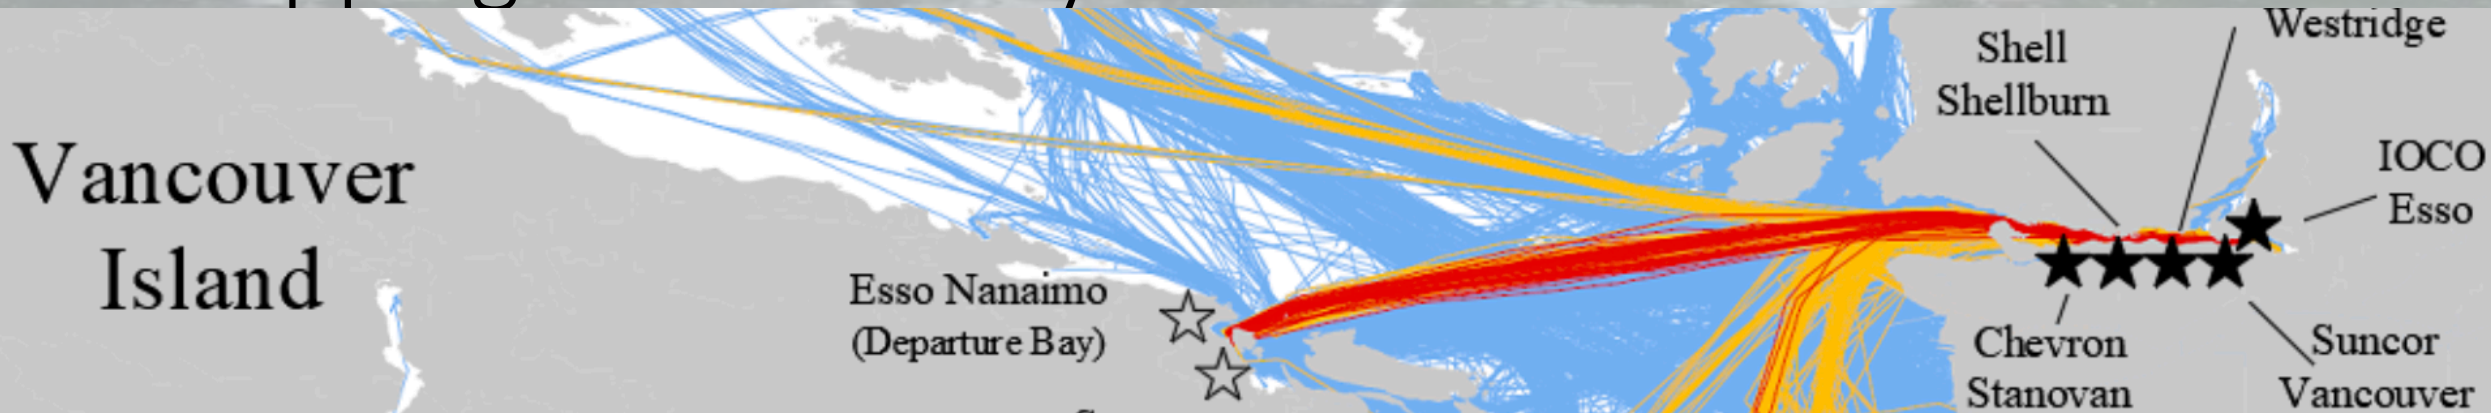 Westridge
Shell
Shellburn
IOCO
Esso
Vancouver
Island
Esso Nanaimo
(Departure Bay)
Chevron
Stanovan
Suncor
Vancouver